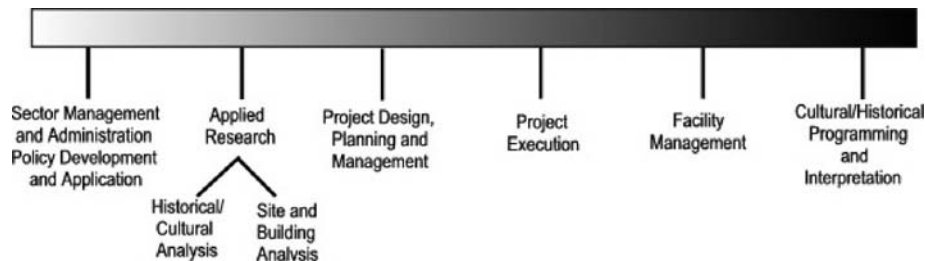 Sector Management
and Administration
Policy Development
and Application
Applied
Research
Historical/
Cultural
Analysis
Site and
Building
Analysis
Project Design,
Planning and
Management
Project
Execution
Facility
Management
Cultural/Historical
Programming
and
Interpretation